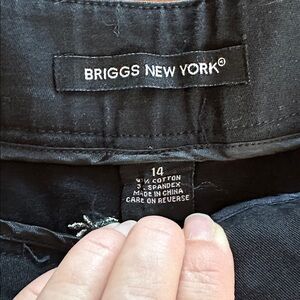 BRIGGS NEW YORK®
14
COTTON
3% SPANDEX
MADE IN CHINA
CARE ON REVERSE